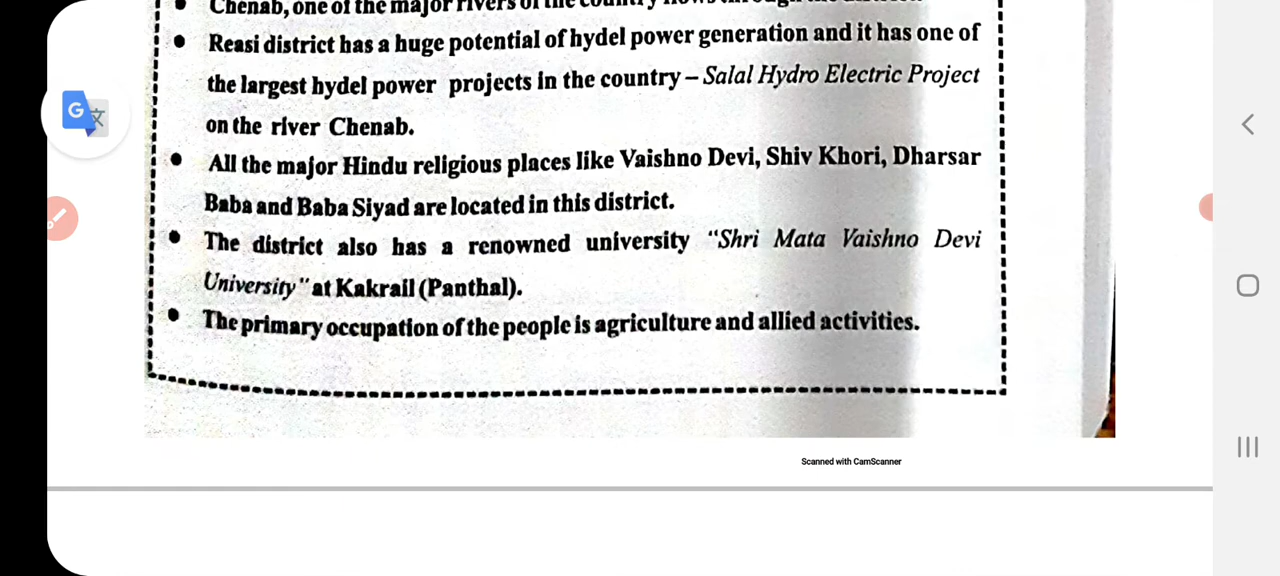 Chenab, one of the major rivers of the country flows through the district
• Reasi district has a huge potential of hydel power generation and it has one of
the largest hydel power projects in the country – Salal Hydro Electric Project
on the river Chenab.
• All the major Hindu religious places like Vaishno Devi, Shiv Khori, Dharsar
Baba and Baba Siyad are located in this district.
• The district also has a renowned university "Shri Mata Vaishno Devi
University" at Kakrail (Panthal).
• The primary occupation of the people is agriculture and allied activities.
Scanned with CamScanner